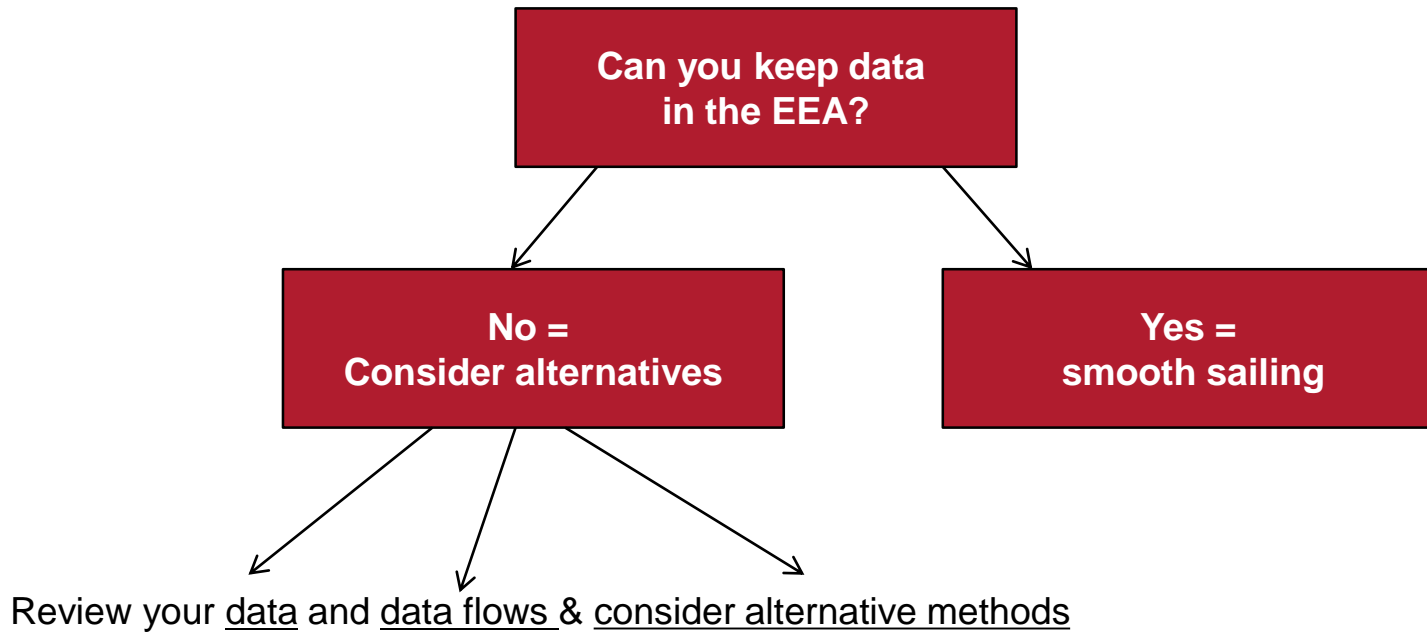 Can you keep data
in the EEA?
No =
Consider alternatives
Yes =
smooth sailing
Review your data and data flows & consider alternative methods